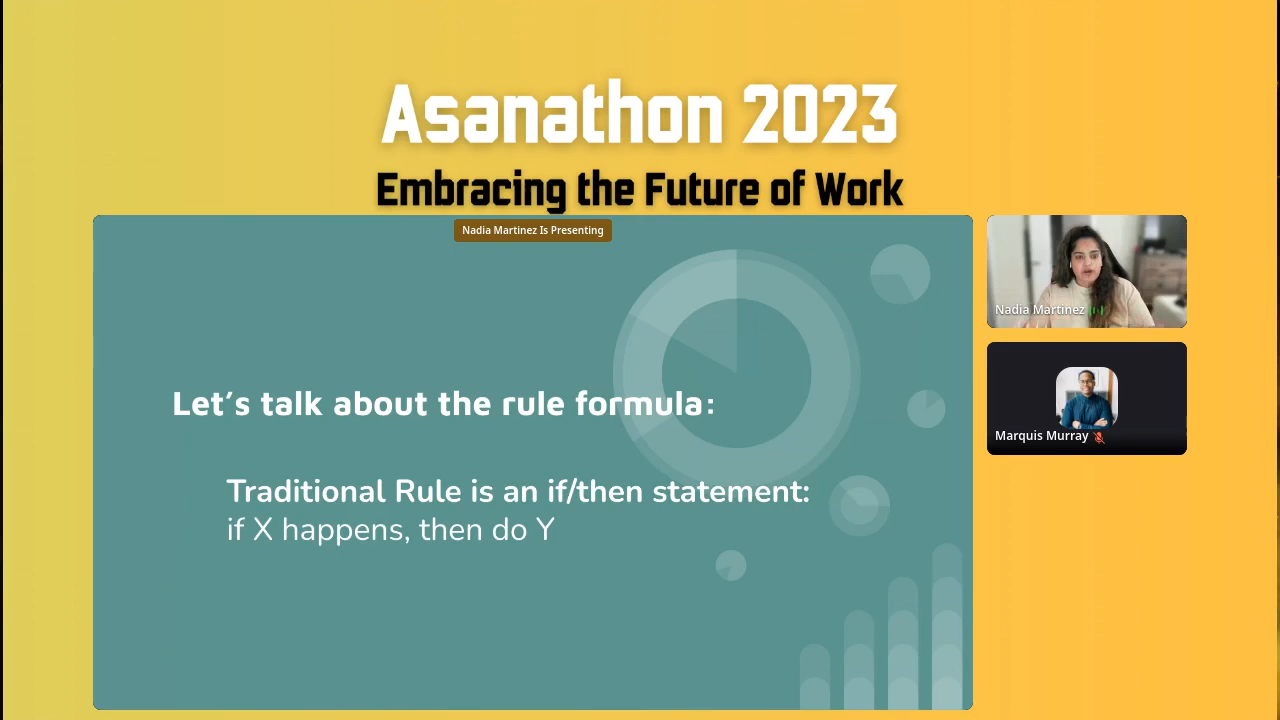 Asanathon 2023
Embracing the Future of Work
Nadia Martinez Is Presenting
Let’s talk about the rule formula:
Traditional Rule is an if/then statement:
if X happens, then do Y
Nadia Martinez
Marquis Murray